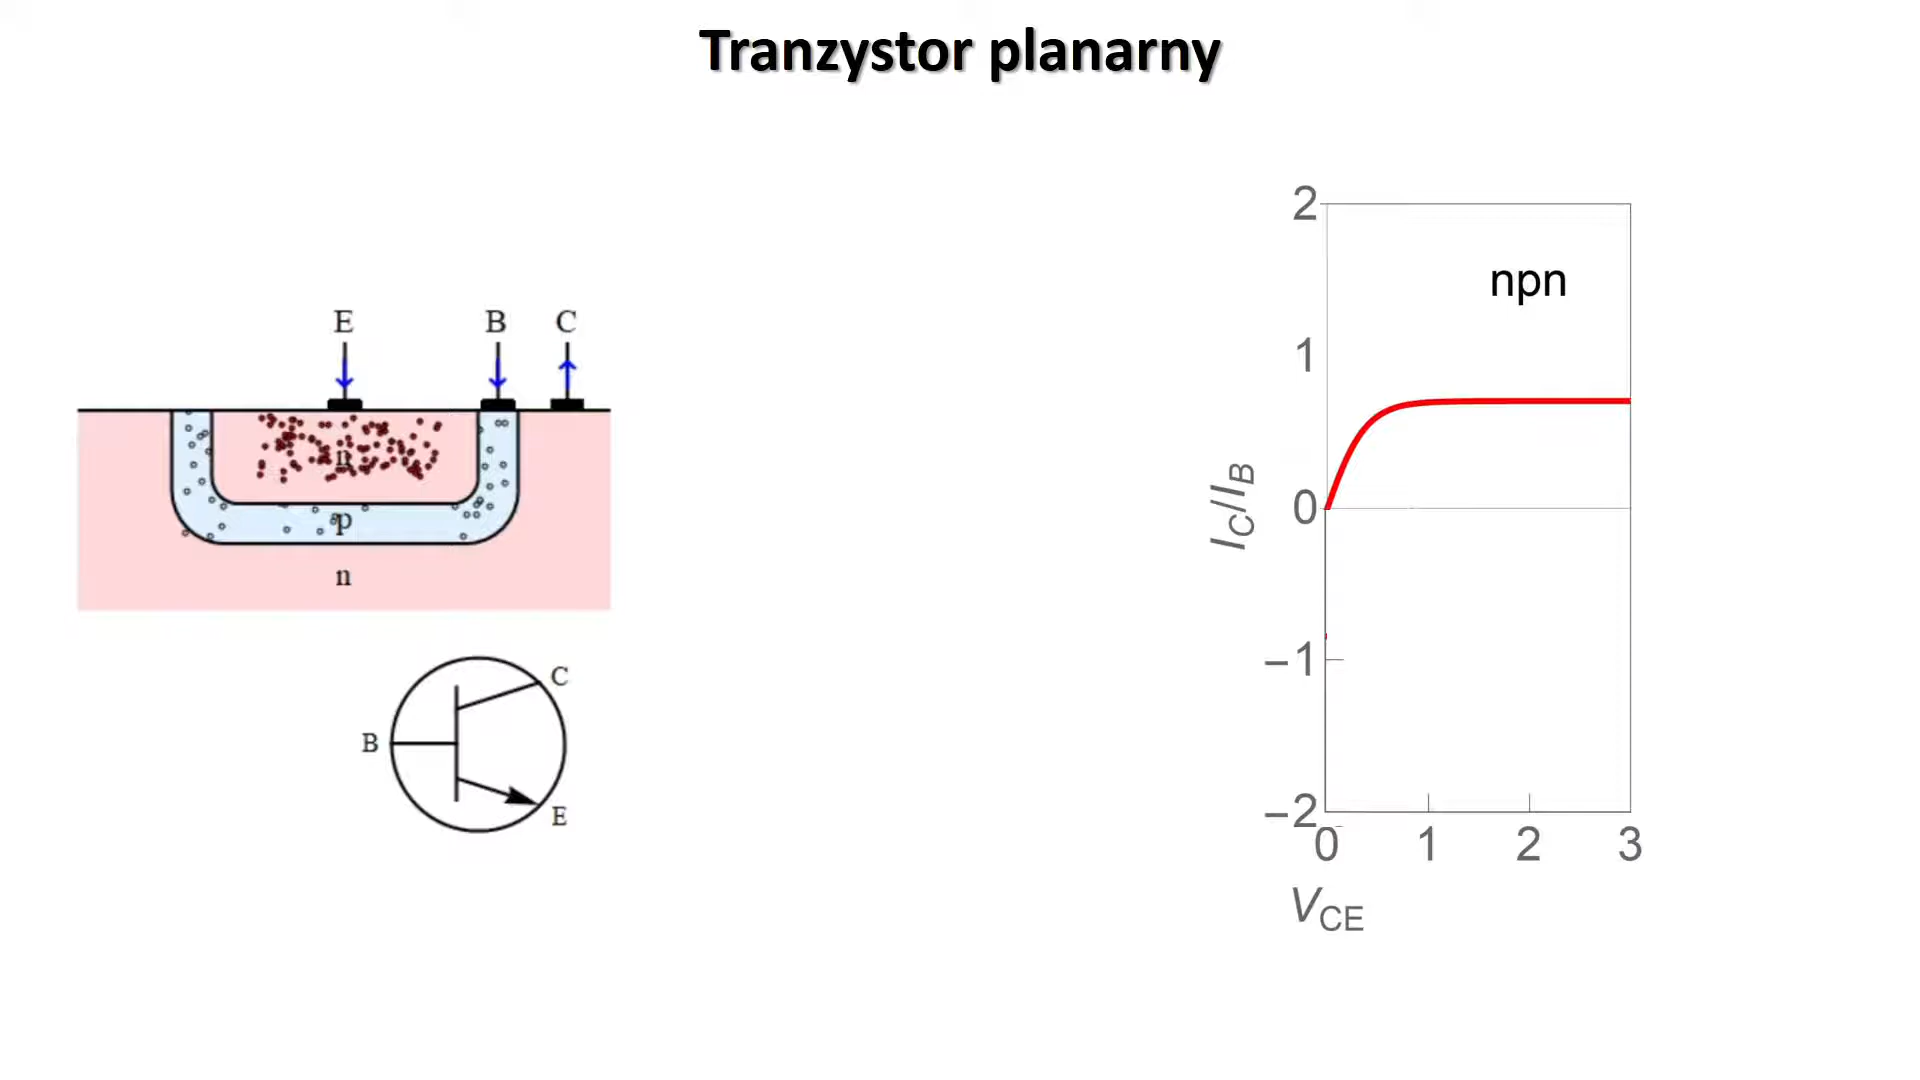 Tranzystor planarny
E B C
n
p
n
C
B
E
2
npn
1
0
−1
−2
I_C/I_B
0 1 2 3
V_CE